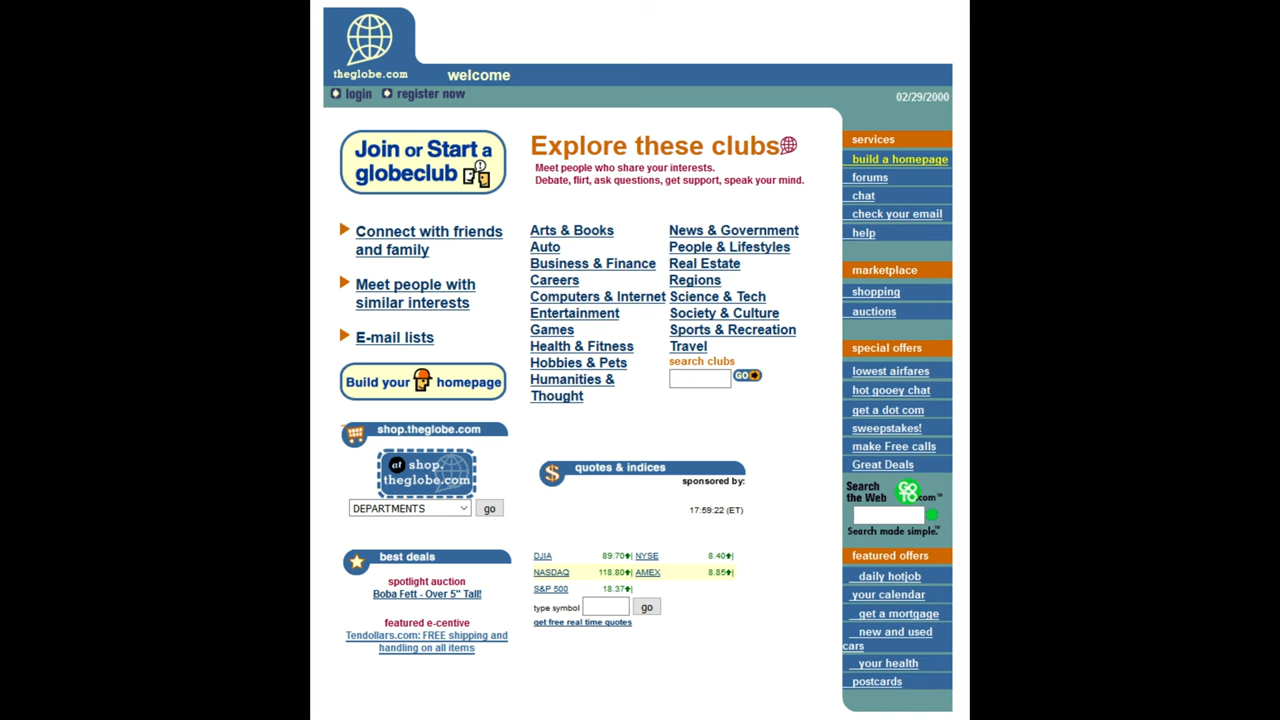 theglobe.com
welcome
login register now
02/29/2000
Join or Start a
globeclub
Connect with friends
and family
Meet people with
similar interests
E-mail lists
Build your homepage
shop.theglobe.com
at shop.
theglobe.com
DEPARTMENTS go
best deals
spotlight auction
Boba Fett - Over 5" Tall!
featured e-centive
Tendollars.com: FREE shipping and
handling on all items
Explore these clubs
Meet people who share your interests.
Debate, flirt, ask questions, get support, speak your mind.
Arts & Books
Auto
Business & Finance
Careers
Computers & Internet
Entertainment
Games
Health & Fitness
Hobbies & Pets
Humanities &
Thought
News & Government
People & Lifestyles
Real Estate
Regions
Science & Tech
Society & Culture
Sports & Recreation
Travel
search clubs
GO
quotes & indices
sponsored by:
17:59:22 (ET)
DJIA 89.70 NYSE 8.40
NASDAQ 118.80 AMEX 8.85
S&P 500 18.37
type symbol go
get free real time quotes
services
build a homepage
forums
chat
check your email
help
marketplace
shopping
auctions
special offers
lowest airfares
hot gooey chat
get a dot com
sweepstakes!
make Free calls
Great Deals
Search
the Web GOTO.com™
Search made simple.™
featured offers
daily hotjob
your calendar
get a mortgage
new and used
cars
your health
postcards